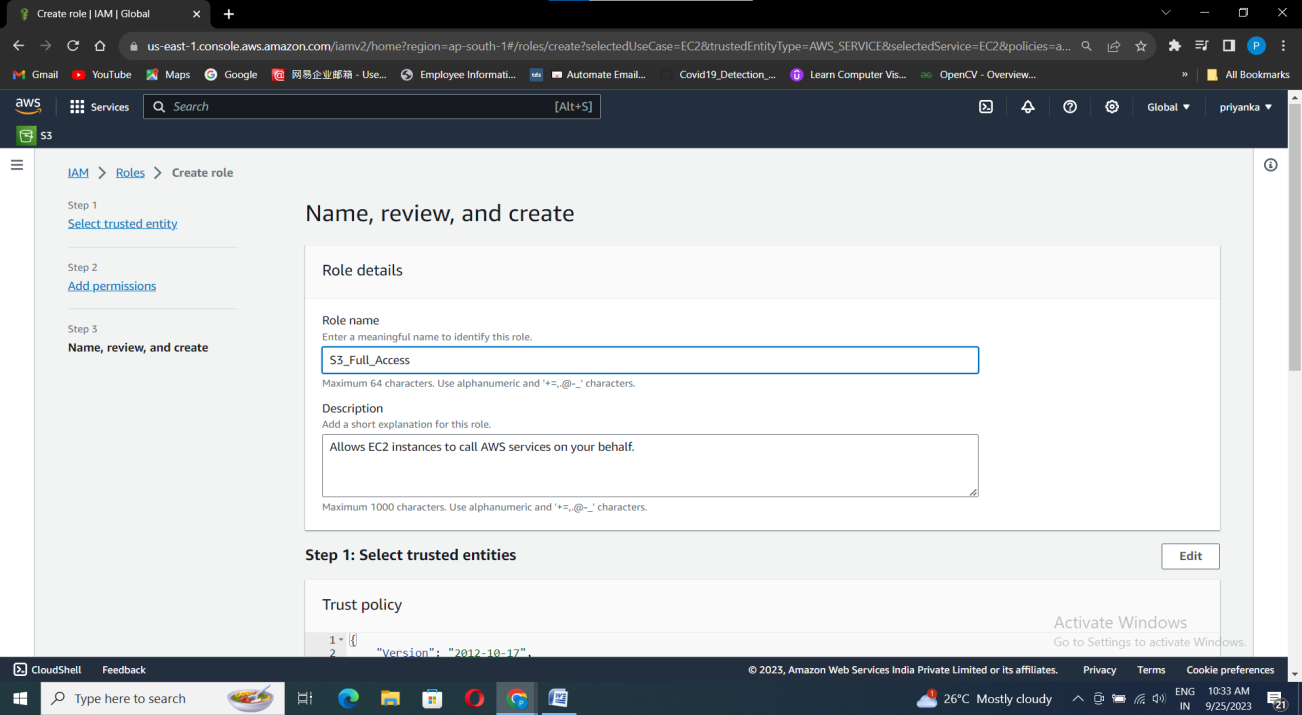 Create role | IAM | Global
us-east-1.console.aws.amazon.com/iamv2/home?region=ap-south-1#/roles/create?selectedUseCase=EC2&trustedEntityType=AWS_SERVICE&selectedService=EC2&policies=a...
P
Gmail YouTube Maps Google 网易企业邮箱 - Use... Employee Informati... tds Automate Email... Covid19_Detection_... Learn Computer Vis... OpenCV - Overview... » All Bookmarks
aws Services Search [Alt+S] Global priyanka
S3
IAM Roles Create role
Step 1
Select trusted entity
Step 2
Add permissions
Step 3
Name, review, and create
Name, review, and create
Role details
Role name
Enter a meaningful name to identify this role.
S3_Full_Access
Maximum 64 characters. Use alphanumeric and '+=,.@-_' characters.
Description
Add a short explanation for this role.
Allows EC2 instances to call AWS services on your behalf.
Maximum 1000 characters. Use alphanumeric and '+=,.@-_' characters.
Step 1: Select trusted entities Edit
Trust policy
1 {
2 "Version": "2012-10-17",
Activate Windows
Go to Settings to activate Windows.
CloudShell Feedback © 2023, Amazon Web Services India Private Limited or its affiliates. Privacy Terms Cookie preferences
Type here to search 26°C Mostly cloudy ENG IN 10:33 AM 9/25/2023 21